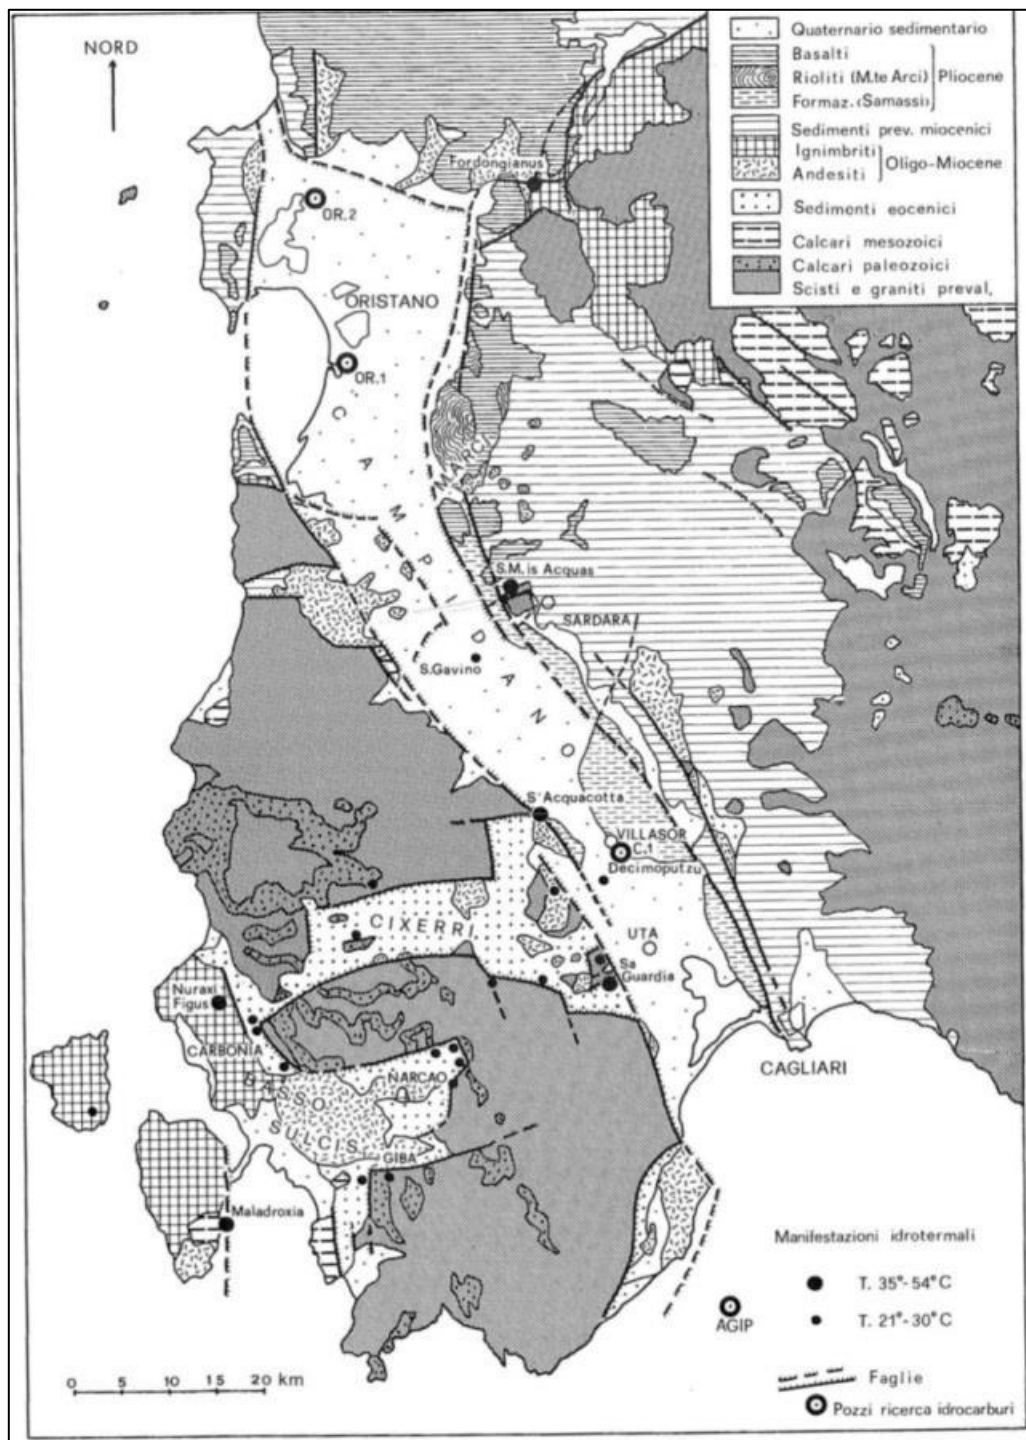 NORD
Quaternario sedimentario
Basalti
Rioliti (M.te Arci)
Pliocene
Formaz. (Samassi)
Sedimenti prev. miocenici
Ignimbriti
Oligo-Miocene
Andesiti
Sedimenti eocenici
Calcari mesozoici
Calcari paleozoici
Scisti e graniti preval,
Fordongianus
OR.2
ORISTANO
OR.1
CAMPIDANO
M. ARCI
S.M. is Acquas
SARDARA
S.Gavino
S'Acquacotta
VILLASOR
C.1
Decimoputzu
CIXERRI
UTA
Sa
Guardia
Nuraxi
Figus
CARBONIA
NARCAO
BASSO
SULCIS
GIBA
CAGLIARI
Maladroxia
Manifestazioni idrotermali
T. 35°-54°C
T. 21°-30°C
AGIP
Faglie
Pozzi ricerca idrocarburi
0 5 10 15 20 km